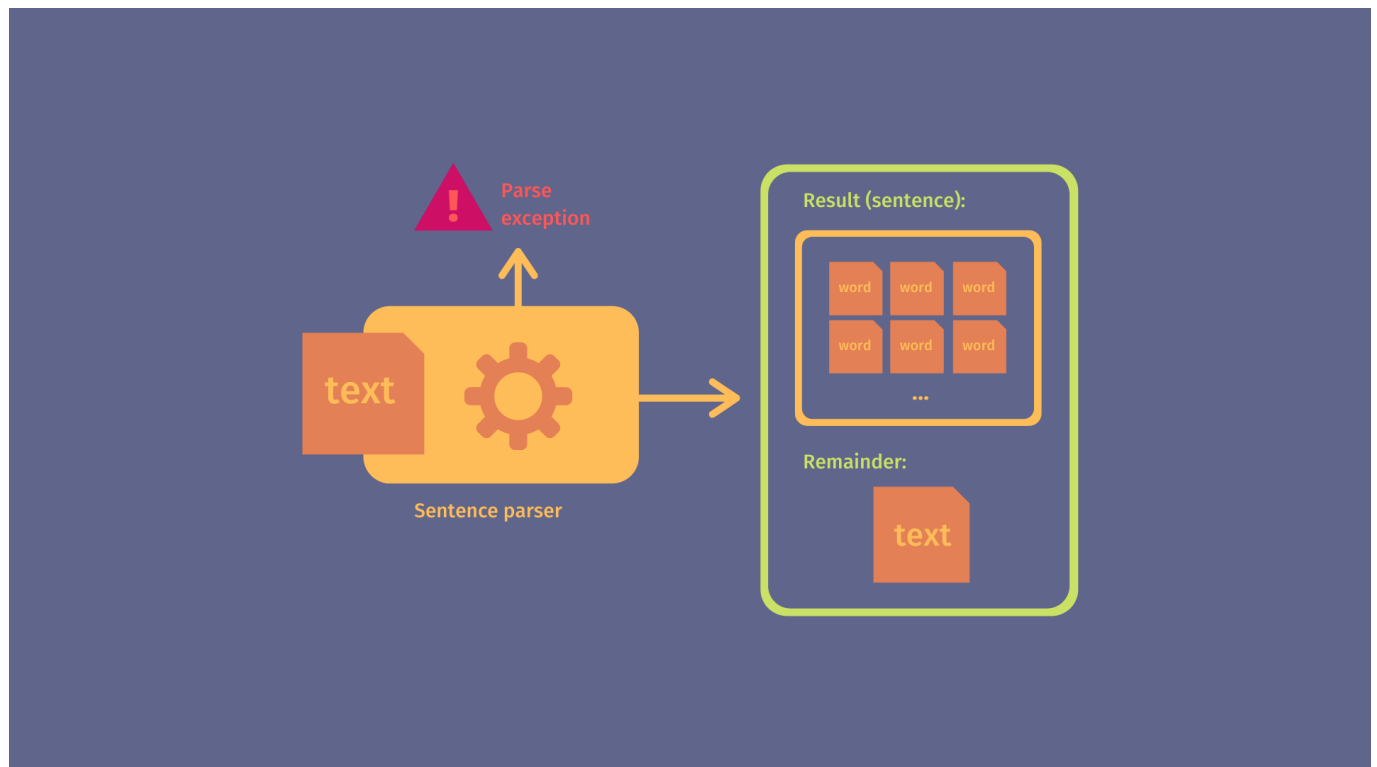 !
Parse
exception
text
Sentence parser
Result (sentence):
word word word
word word word
...
Remainder:
text